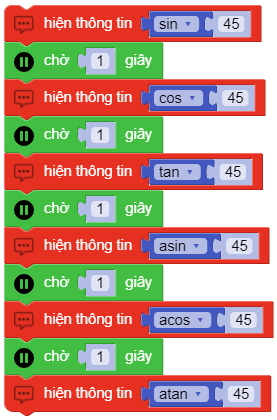 hiện thông tin sin 45
chờ 1 giây
hiện thông tin cos 45
chờ 1 giây
hiện thông tin tan 45
chờ 1 giây
hiện thông tin asin 45
chờ 1 giây
hiện thông tin acos 45
chờ 1 giây
hiện thông tin atan 45